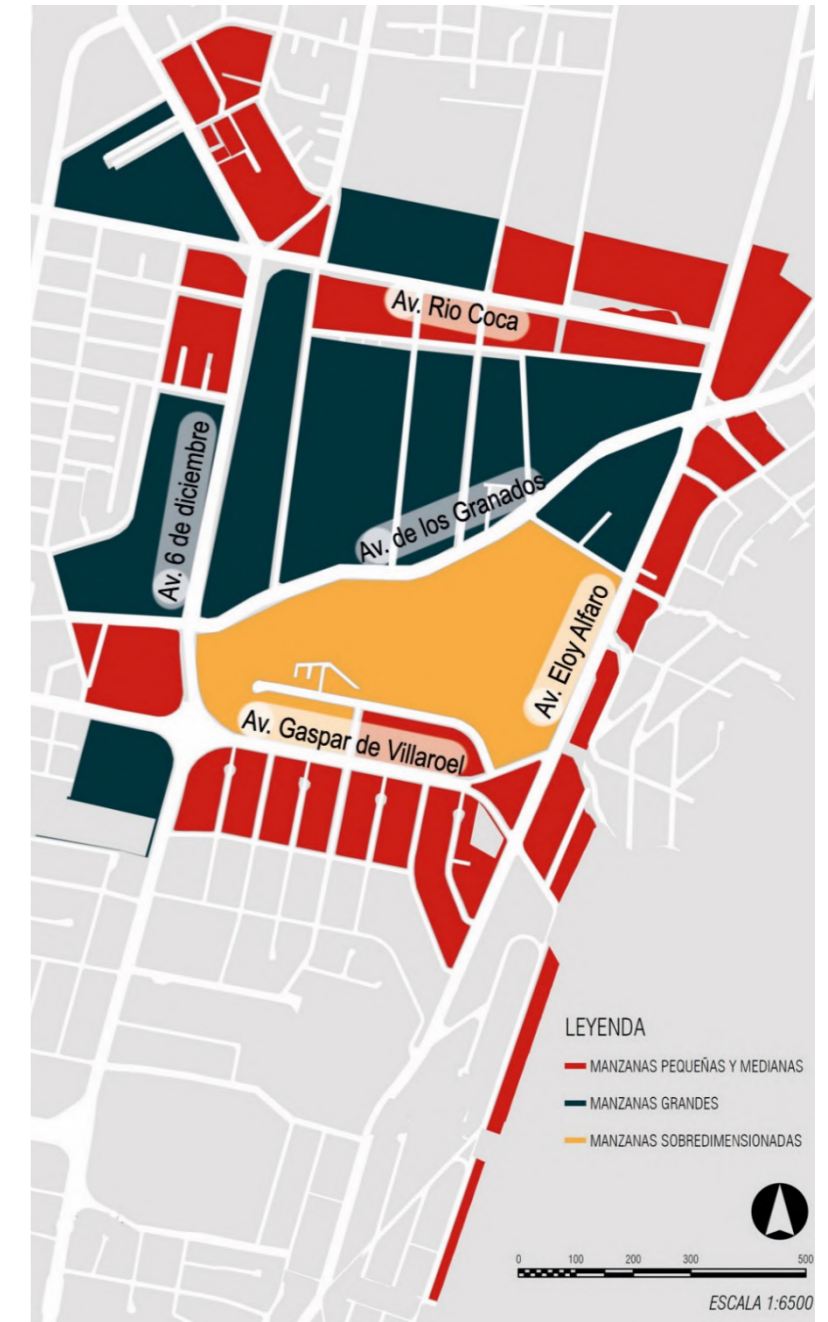 Av. Rio Coca
Av. 6 de diciembre
Av. de los Granados
Av. Eloy Alfaro
Av. Gaspar de Villaroel
LEYENDA
MANZANAS PEQUEÑAS Y MEDIANAS
MANZANAS GRANDES
MANZANAS SOBREDIMENSIONADAS
0 100 200 300 500
ESCALA 1:6500